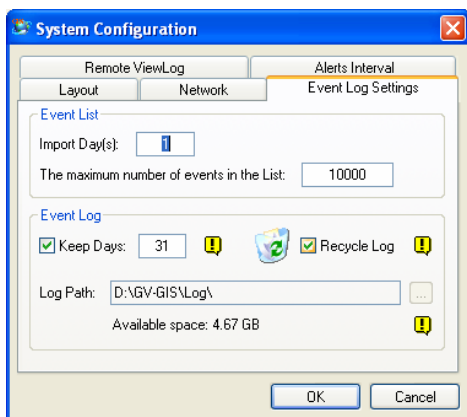 System Configuration
Remote ViewLog Alerts Interval
Layout Network Event Log Settings
Event List
Import Day(s): 1
The maximum number of events in the List: 10000
Event Log
Keep Days: 31 Recycle Log
Log Path: D:\GV-GIS\Log\ ...
Available space: 4.67 GB
OK Cancel